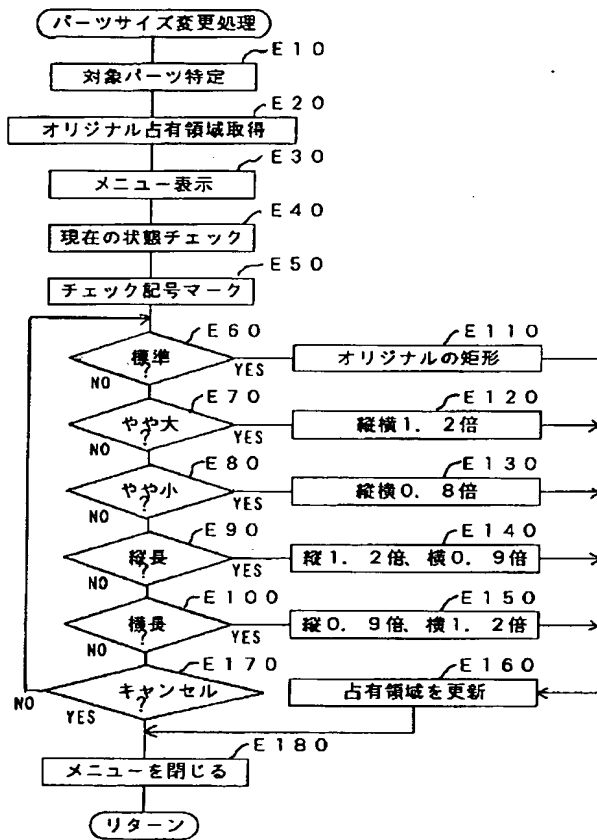 パーツサイズ変更処理
E10
対象パーツ特定
E20
オリジナル占有領域取得
E30
メニュー表示
E40
現在の状態チェック
E50
チェック記号マーク
E60
標準
?
NO
YES
E110
オリジナルの矩形
E70
やや大
?
NO
YES
E120
縦横1.2倍
E80
やや小
?
NO
YES
E130
縦横0.8倍
E90
縦長
?
NO
YES
E140
縦1.2倍、横0.9倍
E100
横長
?
NO
YES
E150
縦0.9倍、横1.2倍
E170
キャンセル
?
NO
YES
E160
占有領域を更新
E180
メニューを閉じる
リターン